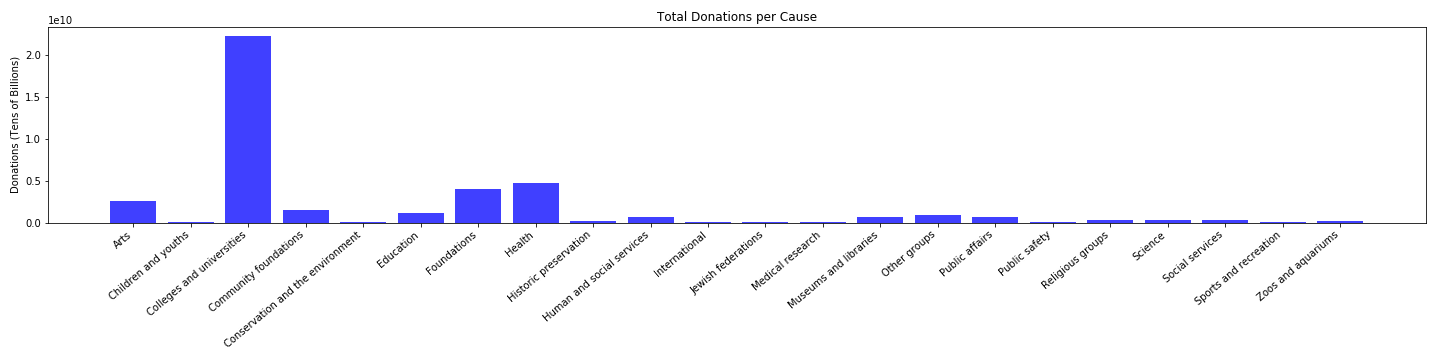 Total Donations per Cause
1e10
Donations (Tens of Billions)
2.0
1.5
1.0
0.5
0.0
Arts
Children and youths
Colleges and universities
Community foundations
Conservation and the environment
Education
Foundations
Health
Historic preservation
Human and social services
International
Jewish federations
Medical research
Museums and libraries
Other groups
Public affairs
Public safety
Religious groups
Science
Social services
Sports and recreation
Zoos and aquariums